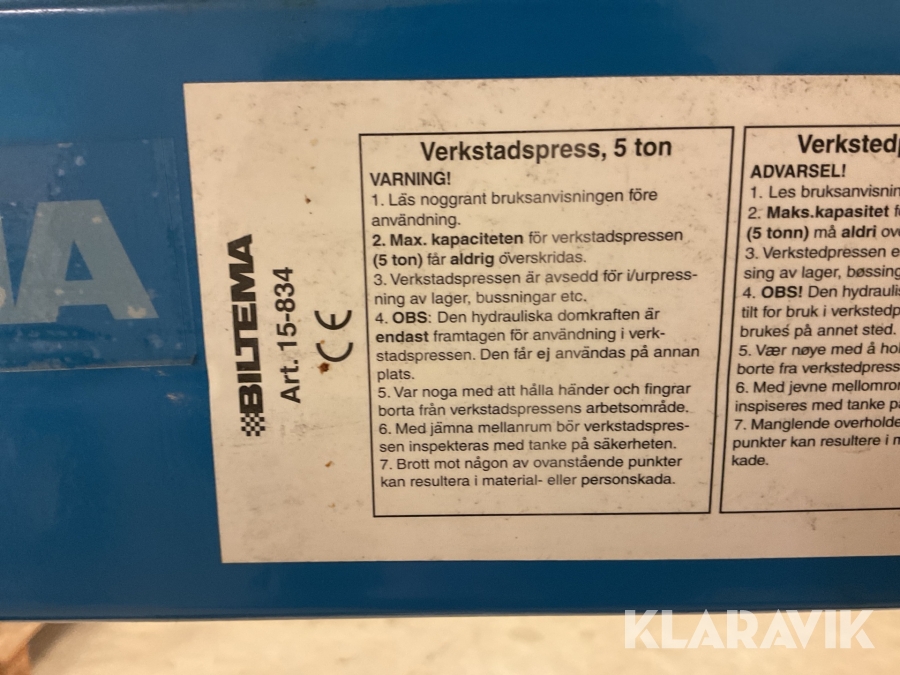 MA
BILTEMA
Art. 15-834
CE
Verkstadspress, 5 ton
VARNING!
1. Läs noggrant bruksanvisningen före
användning.
2. Max. kapaciteten för verkstadspressen
(5 ton) får aldrig överskridas.
3. Verkstadspressen är avsedd för i/urpress-
ning av lager, bussningar etc.
4. OBS: Den hydrauliska domkraften är
endast framtagen för användning i verk-
stadspressen. Den får ej användas på annan
plats.
5. Var noga med att hålla händer och fingrar
borta från verkstadspressens arbetsområde.
6. Med jämna mellanrum bör verkstadspres-
sen inspekteras med tanke på säkerheten.
7. Brott mot någon av ovanstående punkter
kan resultera i material- eller personskada.
Verkstedp
ADVARSEL!
1. Les bruksanvisnin
2. Maks.kapasitet f
(5 tonn) må aldri ov
3. Verkstedpressen e
sing av lager, bøssing
4. OBS! Den hydraulis
tilt for bruk i verkstedp
brukes på annet sted.
5. Vær nøye med å hol
borte fra verkstedpress
6. Med jevne mellomro
inspiseres med tanke p
7. Manglende overholde
punkter kan resultere i m
kade.
KLARAVIK